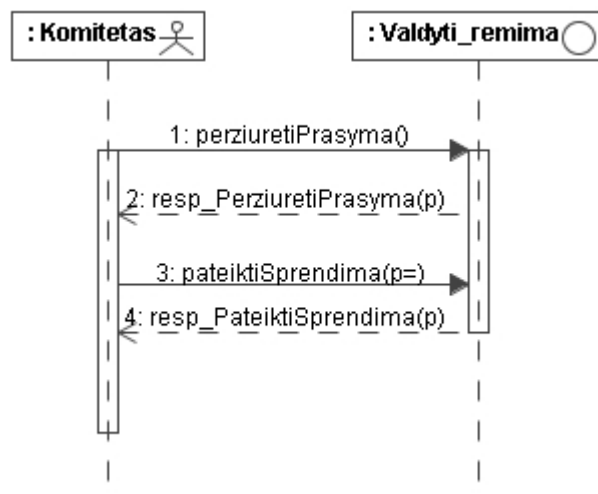 : Komitetas
: Valdyti_remima
1: perziuretiPrasyma()
2: resp_PerziuretiPrasyma(p)
3: pateiktiSprendima(p=)
4: resp_PateiktiSprendima(p)